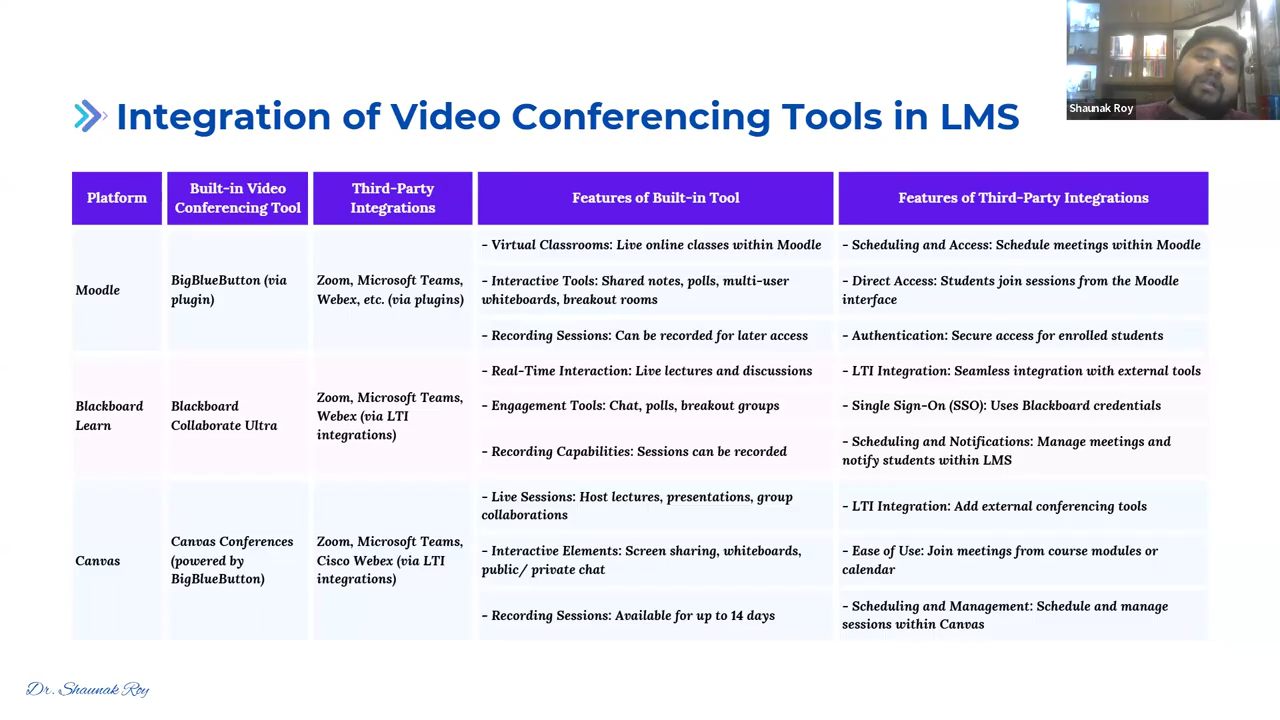 Shaunak Roy
Integration of Video Conferencing Tools in LMS
Platform
Built-in Video
Conferencing Tool
Third-Party
Integrations
Features of Built-in Tool
Features of Third-Party Integrations
Moodle
BigBlueButton (via
plugin)
Zoom, Microsoft Teams,
Webex, etc. (via plugins)
- Virtual Classrooms: Live online classes within Moodle
- Interactive Tools: Shared notes, polls, multi-user
whiteboards, breakout rooms
- Recording Sessions: Can be recorded for later access
- Scheduling and Access: Schedule meetings within Moodle
- Direct Access: Students join sessions from the Moodle
interface
- Authentication: Secure access for enrolled students
Blackboard
Learn
Blackboard
Collaborate Ultra
Zoom, Microsoft Teams,
Webex (via LTI
integrations)
- Real-Time Interaction: Live lectures and discussions
- Engagement Tools: Chat, polls, breakout groups
- Recording Capabilities: Sessions can be recorded
- LTI Integration: Seamless integration with external tools
- Single Sign-On (SSO): Uses Blackboard credentials
- Scheduling and Notifications: Manage meetings and
notify students within LMS
Canvas
Canvas Conferences
(powered by
BigBlueButton)
Zoom, Microsoft Teams,
Cisco Webex (via LTI
integrations)
- Live Sessions: Host lectures, presentations, group
collaborations
- Interactive Elements: Screen sharing, whiteboards,
public/ private chat
- Recording Sessions: Available for up to 14 days
- LTI Integration: Add external conferencing tools
- Ease of Use: Join meetings from course modules or
calendar
- Scheduling and Management: Schedule and manage
sessions within Canvas
Dr. Shaunak Roy